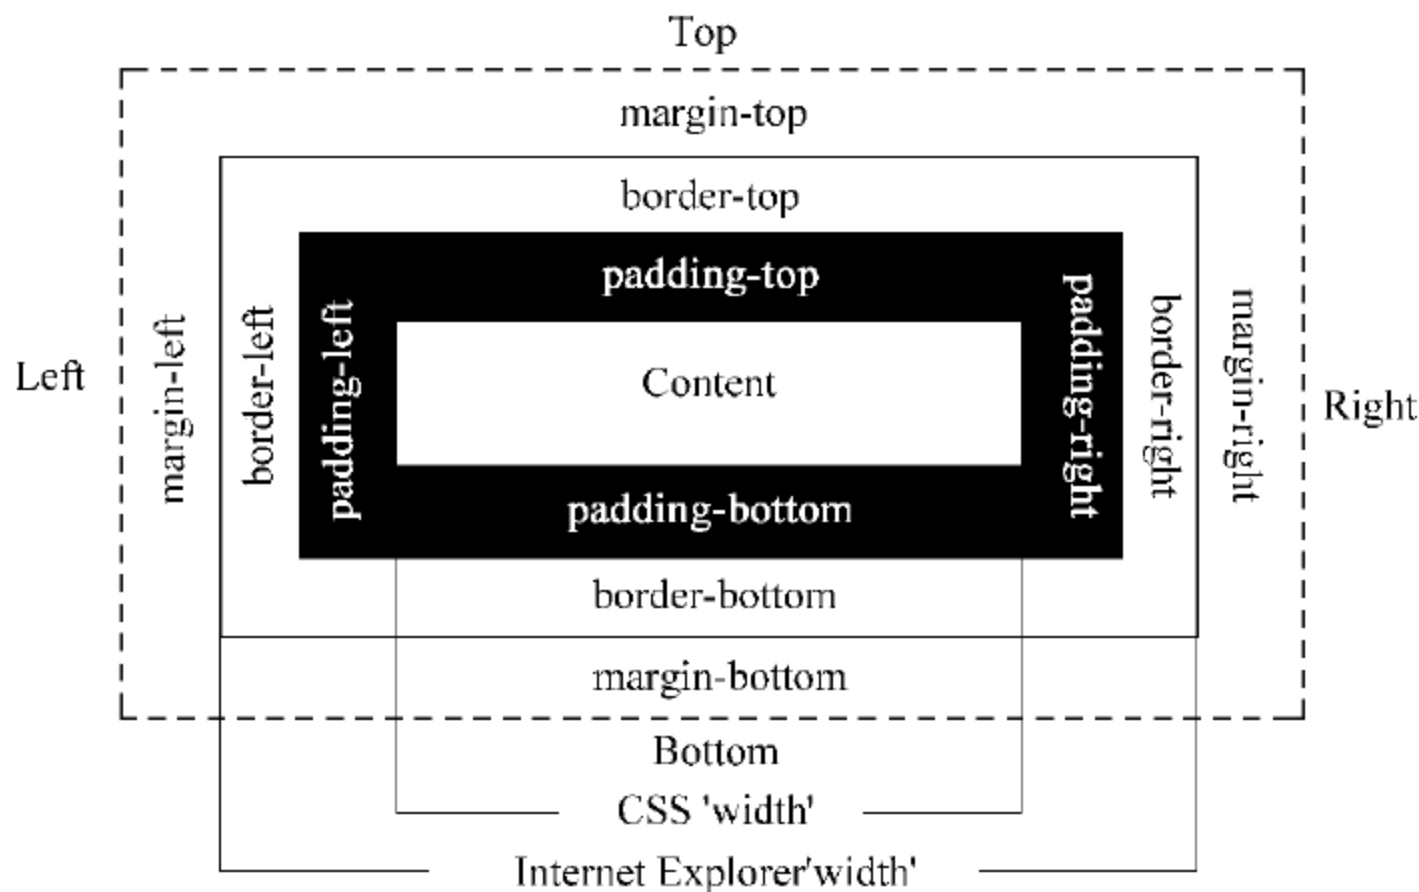 Top
margin-top
border-top
padding-top
Left
margin-left
border-left
padding-left
Content
padding-right
border-right
margin-right
Right
padding-bottom
border-bottom
margin-bottom
Bottom
CSS 'width'
Internet Explorer'width'